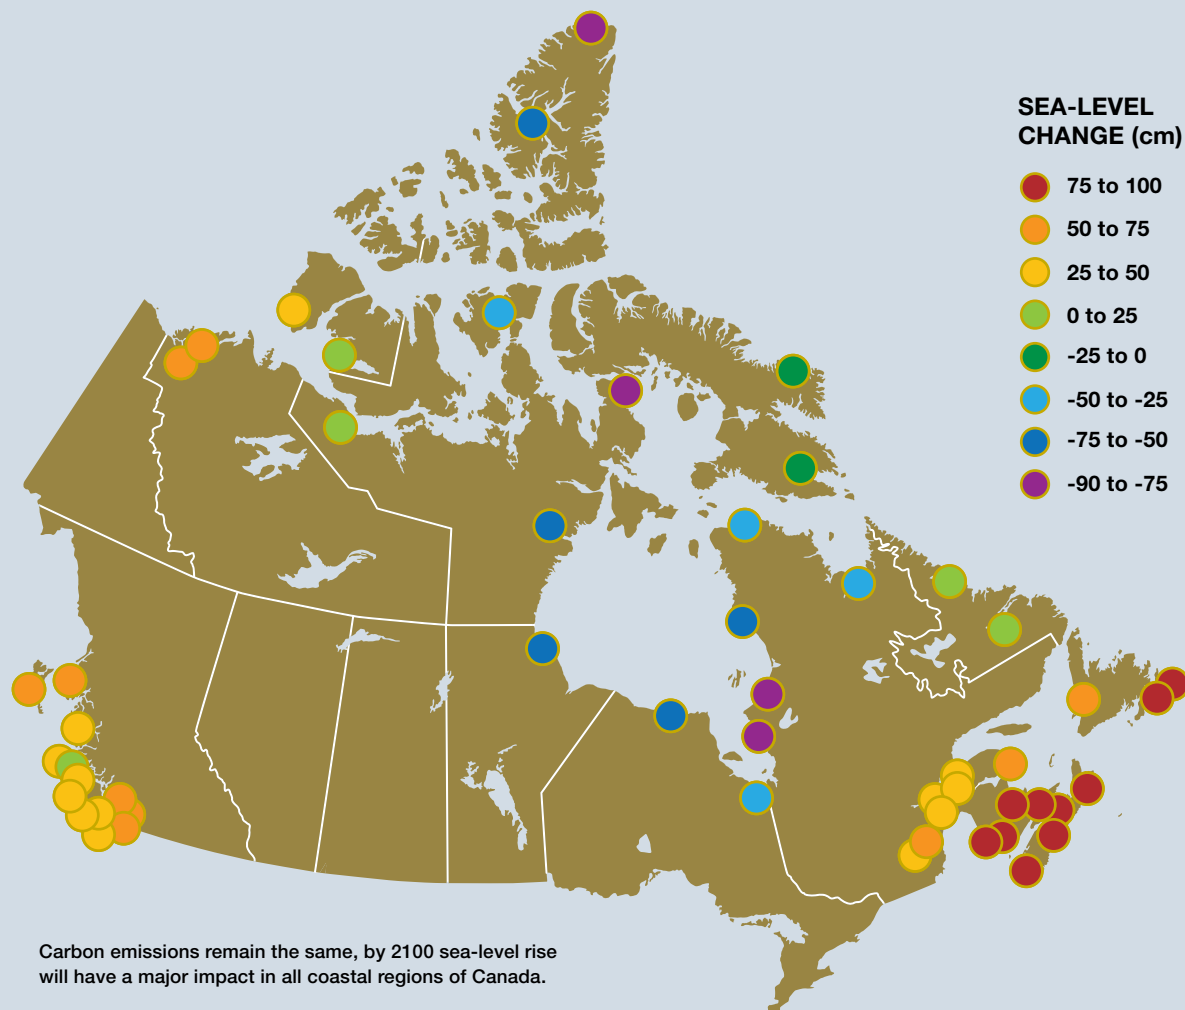 SEA-LEVEL
CHANGE (cm)
75 to 100
50 to 75
25 to 50
0 to 25
-25 to 0
-50 to -25
-75 to -50
-90 to -75
Carbon emissions remain the same, by 2100 sea-level rise
will have a major impact in all coastal regions of Canada.